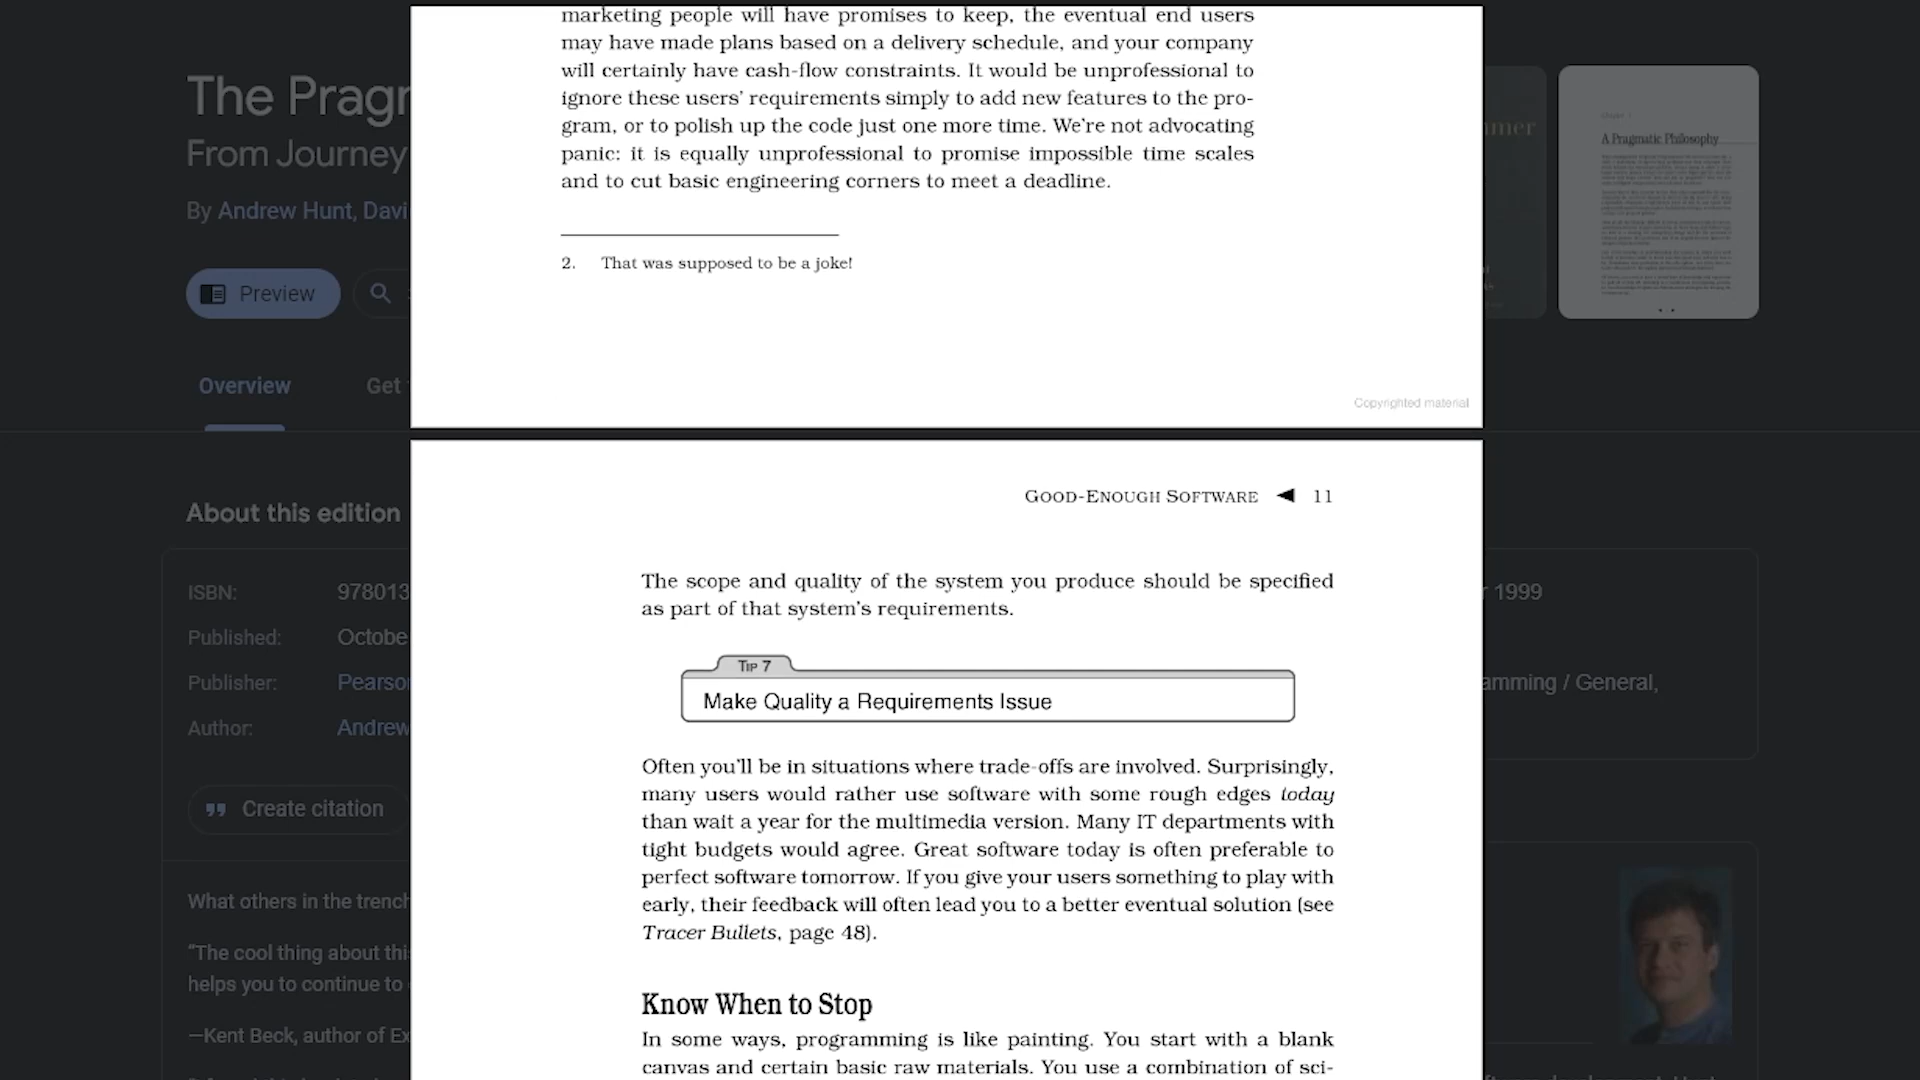 marketing people will have promises to keep, the eventual end users
may have made plans based on a delivery schedule, and your company
will certainly have cash-flow constraints. It would be unprofessional to
ignore these users' requirements simply to add new features to the pro-
gram, or to polish up the code just one more time. We're not advocating
panic: it is equally unprofessional to promise impossible time scales
and to cut basic engineering corners to meet a deadline.
2. That was supposed to be a joke!
Copyrighted material
GOOD-ENOUGH SOFTWARE ◀ 11
The scope and quality of the system you produce should be specified
as part of that system's requirements.
TIP 7
Make Quality a Requirements Issue
Often you'll be in situations where trade-offs are involved. Surprisingly,
many users would rather use software with some rough edges today
than wait a year for the multimedia version. Many IT departments with
tight budgets would agree. Great software today is often preferable to
perfect software tomorrow. If you give your users something to play with
early, their feedback will often lead you to a better eventual solution (see
Tracer Bullets, page 48).
Know When to Stop
In some ways, programming is like painting. You start with a blank
canvas and certain basic raw materials. You use a combination of sci-
The Pragr
From Journey
By Andrew Hunt, Davi
Preview
Overview
Get
About this edition
ISBN: 978013
Published: Octobe
1999
Publisher: Pearso
amming / General,
Author: Andrew
Create citation
What others in the trench
“The cool thing about thi
helps you to continue to
—Kent Beck, author of Ex
mmer
A Pragmatic Philosophy